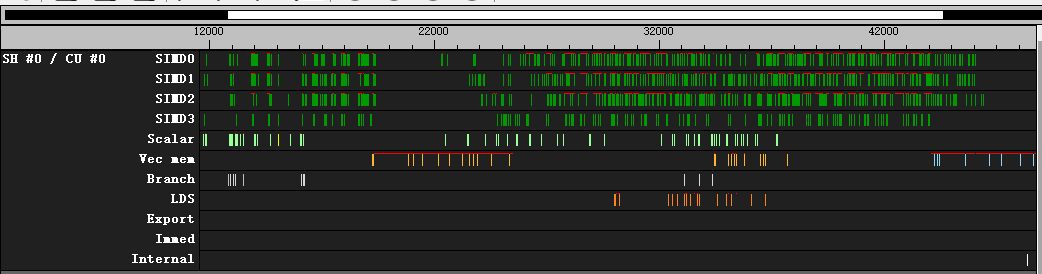 12000 22000 32000 42000
SH #0 / CU #0 SIMD0
SIMD1
SIMD2
SIMD3
Scalar
Vec mem
Branch
LDS
Export
Immed
Internal